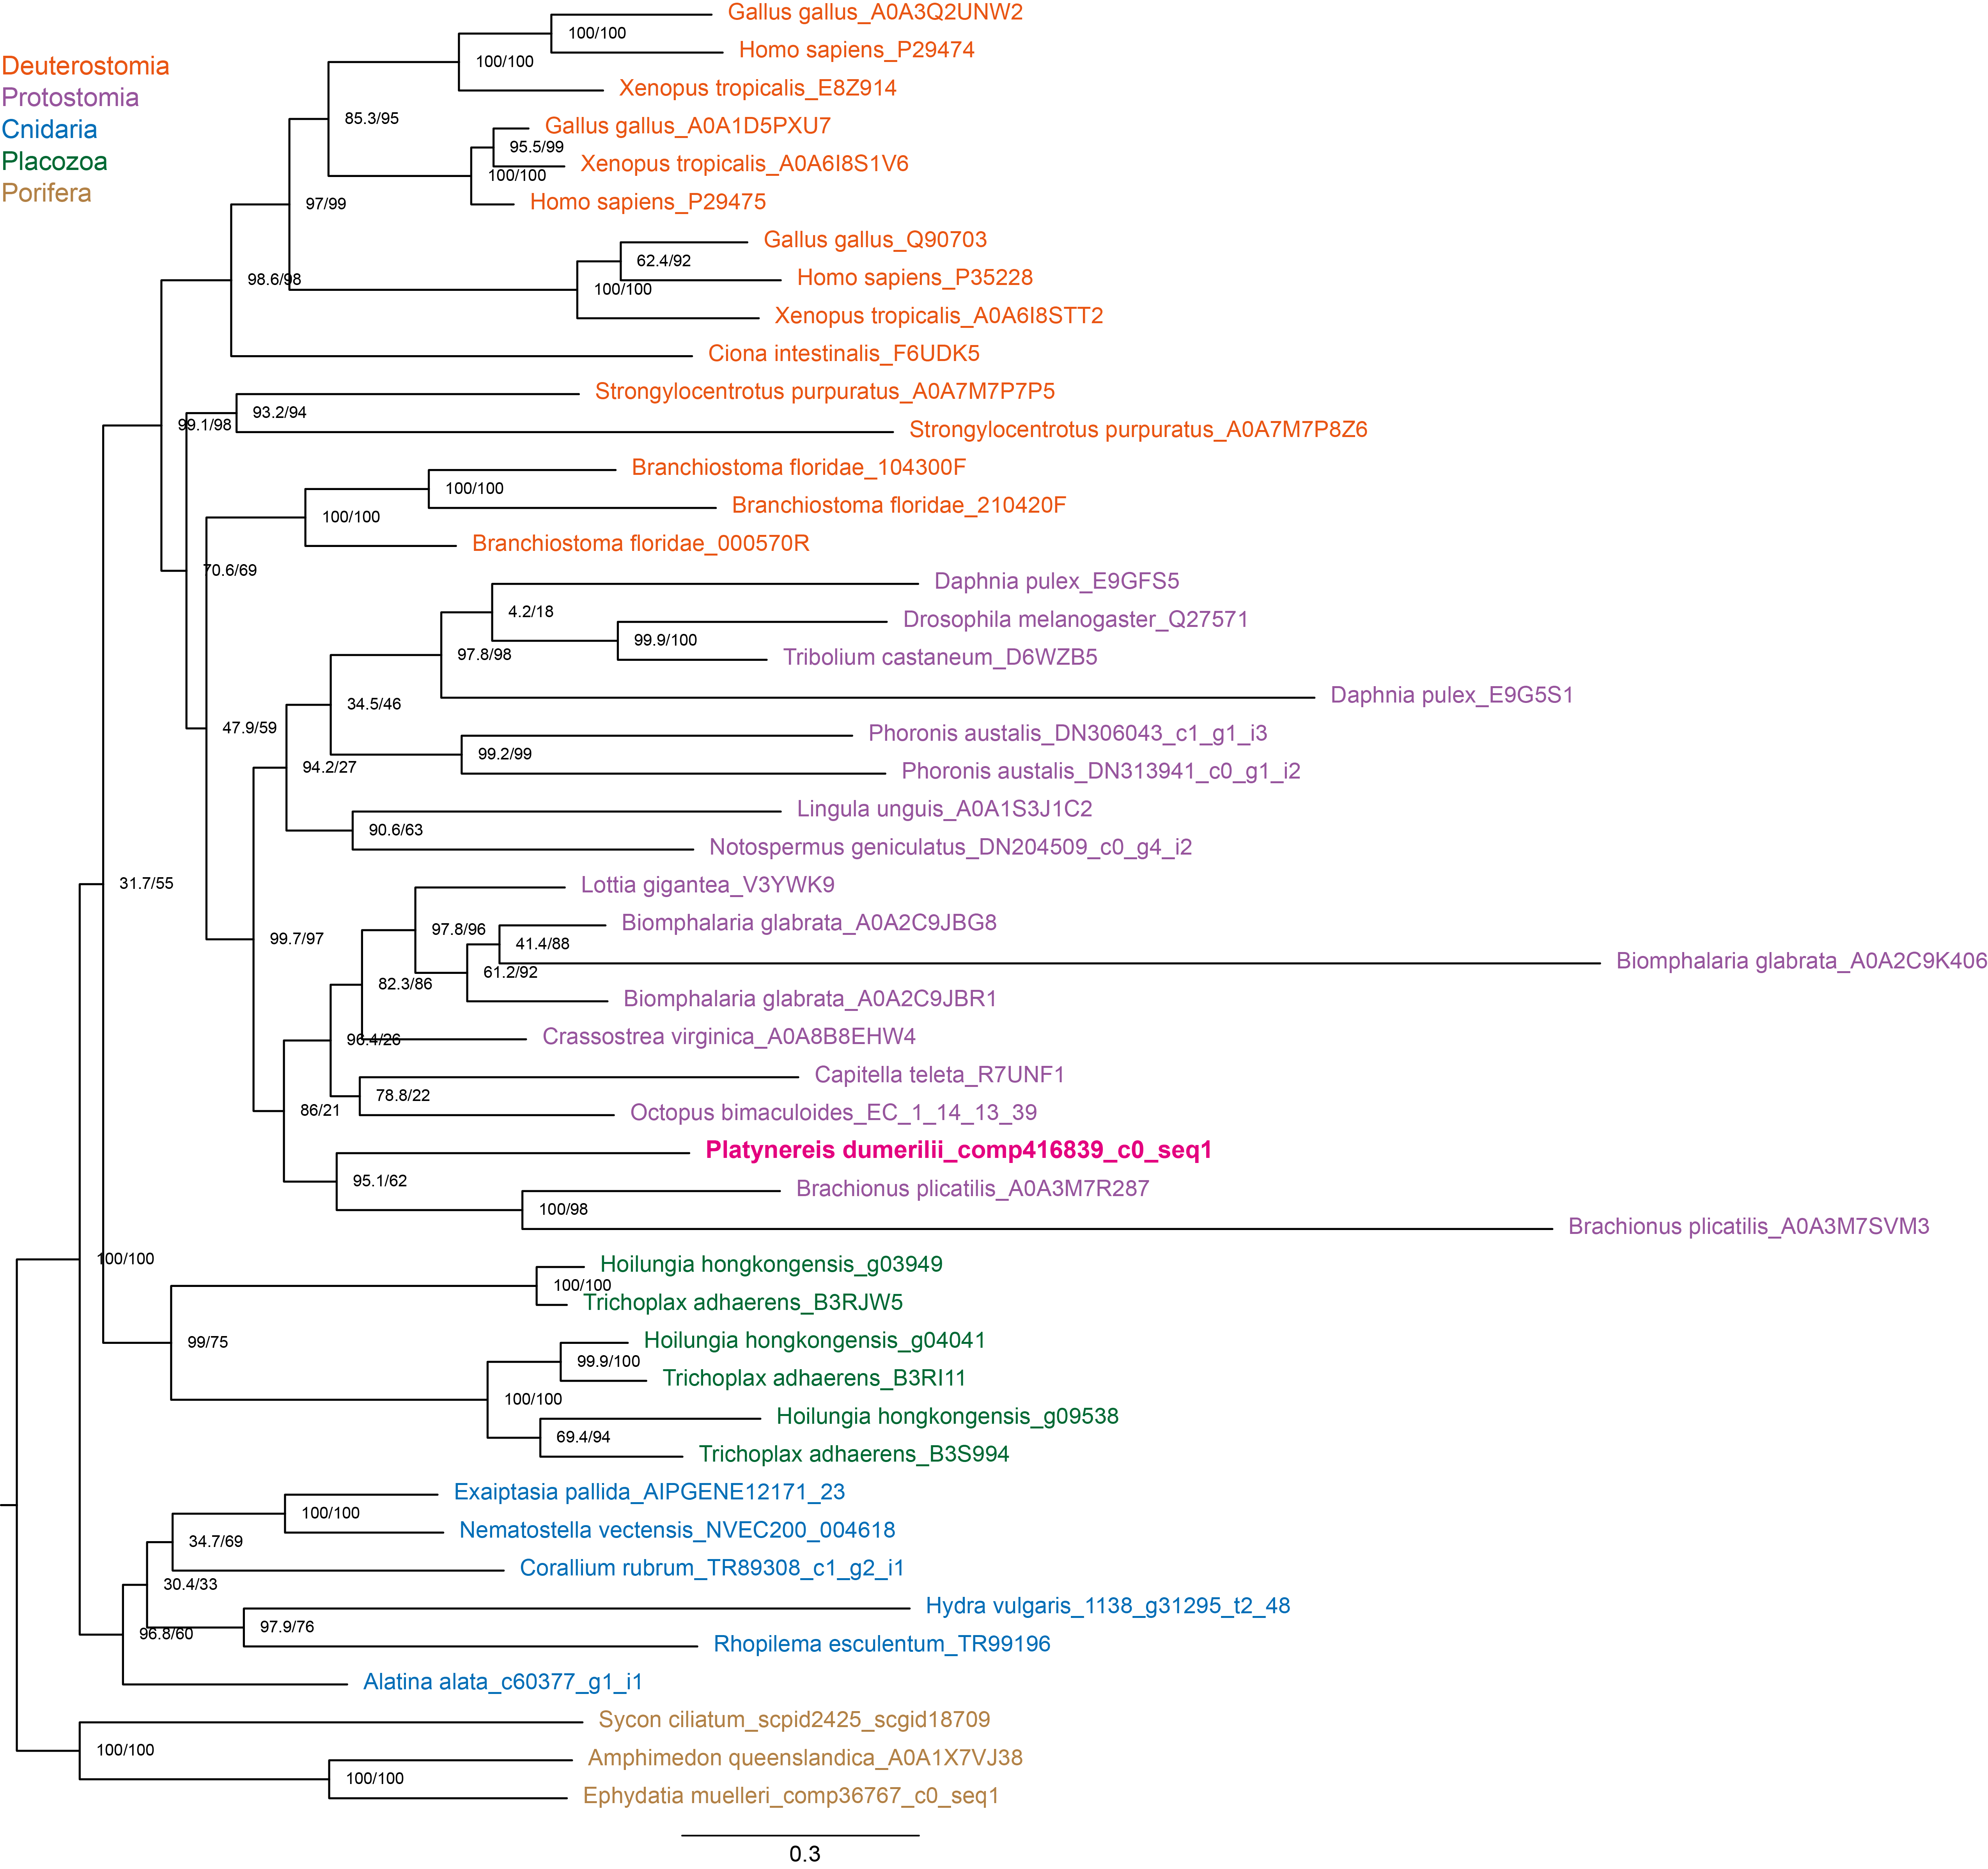 Deuterostomia
Protostomia
Cnidaria
Placozoa
Porifera
Gallus gallus_A0A3Q2UNW2
100/100
Homo sapiens_P29474
100/100
Xenopus tropicalis_E8Z914
85.3/95
Gallus gallus_A0A1D5PXU7
95.5/99
Xenopus tropicalis_A0A6I8S1V6
100/100
Homo sapiens_P29475
97/99
Gallus gallus_Q90703
62.4/92
Homo sapiens_P35228
98.6/98
100/100
Xenopus tropicalis_A0A6I8STT2
Ciona intestinalis_F6UDK5
Strongylocentrotus purpuratus_A0A7M7P7P5
93.2/94
99.1/98
Strongylocentrotus purpuratus_A0A7M7P8Z6
Branchiostoma floridae_104300F
100/100
Branchiostoma floridae_210420F
100/100
Branchiostoma floridae_000570R
70.6/69
Daphnia pulex_E9GFS5
4.2/18
Drosophila melanogaster_Q27571
99.9/100
Tribolium castaneum_D6WZB5
97.8/98
Daphnia pulex_E9G5S1
34.5/46
47.9/59
Phoronis austalis_DN306043_c1_g1_i3
99.2/99
94.2/27
Phoronis austalis_DN313941_c0_g1_i2
Lingula unguis_A0A1S3J1C2
90.6/63
Notospermus geniculatus_DN204509_c0_g4_i2
31.7/55
Lottia gigantea_V3YWK9
97.8/96
Biomphalaria glabrata_A0A2C9JBG8
99.7/97
41.4/88
Biomphalaria glabrata_A0A2C9K406
61.2/92
82.3/86
Biomphalaria glabrata_A0A2C9JBR1
96.4/26
Crassostrea virginica_A0A8B8EHW4
Capitella teleta_R7UNF1
78.8/22
86/21
Octopus bimaculoides_EC_1_14_13_39
Platynereis dumerilii_comp416839_c0_seq1
95.1/62
Brachionus plicatilis_A0A3M7R287
100/98
Brachionus plicatilis_A0A3M7SVM3
100/100
Hoilungia hongkongensis_g03949
100/100
Trichoplax adhaerens_B3RJW5
99/75
Hoilungia hongkongensis_g04041
99.9/100
Trichoplax adhaerens_B3RI11
100/100
Hoilungia hongkongensis_g09538
69.4/94
Trichoplax adhaerens_B3S994
Exaiptasia pallida_AIPGENE12171_23
100/100
Nematostella vectensis_NVEC200_004618
34.7/69
Corallium rubrum_TR89308_c1_g2_i1
30.4/33
Hydra vulgaris_1138_g31295_t2_48
97.9/76
96.8/60
Rhopilema esculentum_TR99196
Alatina alata_c60377_g1_i1
Sycon ciliatum_scpid2425_scgid18709
100/100
Amphimedon queenslandica_A0A1X7VJ38
100/100
Ephydatia muelleri_comp36767_c0_seq1
0.3